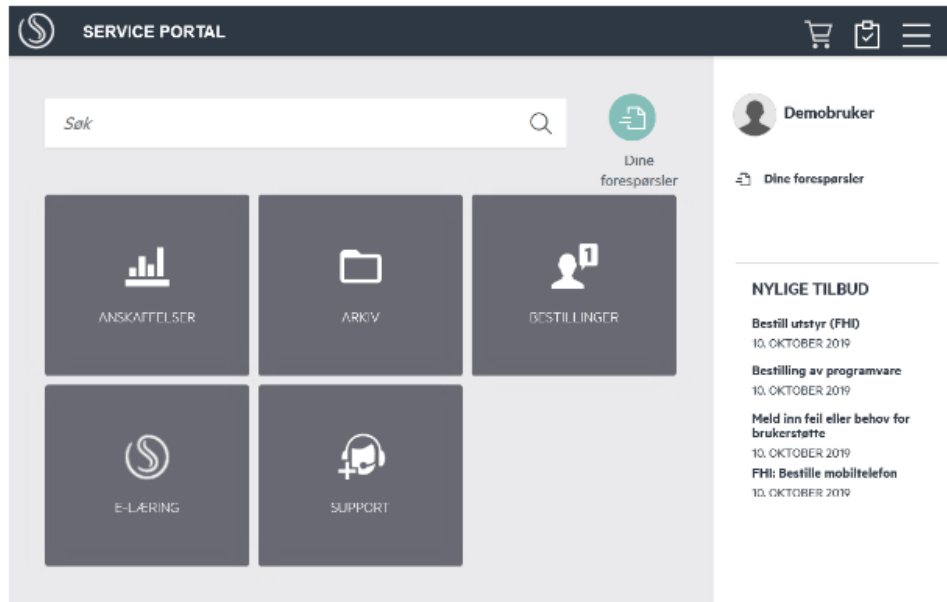 SERVICE PORTAL
Søk
Dine
forespørsler
ANSKAFFELSER
ARKIV
1
BESTILLINGER
E-LÆRING
SUPPORT
Demobruker
Dine forespørsler
NYLIGE TILBUD
Bestill utstyr (FHI)
10. OKTOBER 2019
Bestilling av programvare
10. OKTOBER 2019
Meld inn feil eller behov for
brukerstøtte
10. OKTOBER 2019
FHI: Bestille mobiltelefon
10. OKTOBER 2019